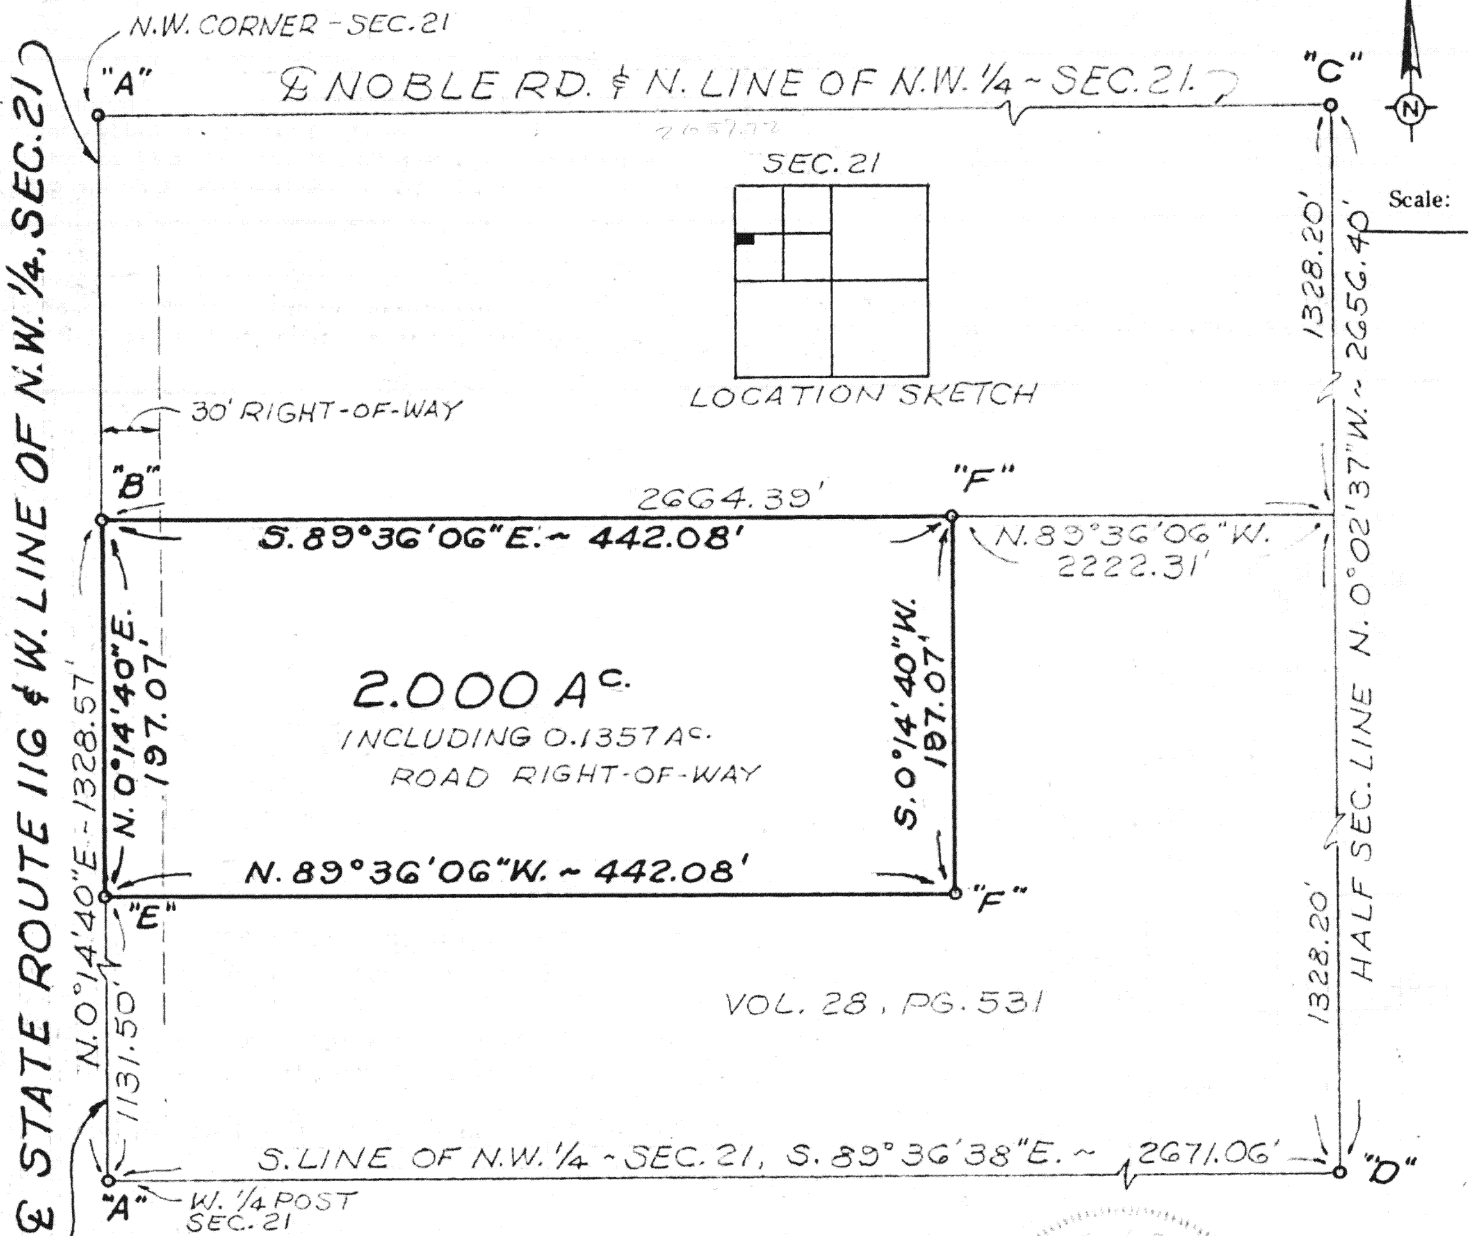 N.W. CORNER - SEC. 21
"A"
℄ NOBLE RD. & N. LINE OF N.W. 1/4 ~ SEC. 21.
"C"
N
2657.72
SEC. 21
Scale:
LOCATION SKETCH
30' RIGHT-OF-WAY
1328.20'
N. 0°02'37" W. ~ 2656.40'
HALF SEC. LINE
℄ STATE ROUTE 116 & W. LINE OF N.W. 1/4, SEC. 21
"B"
2664.39'
"F"
S. 89°36'06" E. ~ 442.08'
N. 89°36'06" W.
2222.31'
N. 0°14'40" E.
197.07'
S. 0°14'40" W.
197.07'
2.000 Ac.
INCLUDING 0.1357 Ac.
ROAD RIGHT-OF-WAY
N. 0°14'40" E ~ 1328.57'
N. 89°36'06" W. ~ 442.08'
"E"
"F"
1131.50'
VOL. 28, PG. 531
1328.20'
S. LINE OF N.W. 1/4 ~ SEC. 21, S. 89°36'38" E. ~ 2671.06'
"A"
W. 1/4 POST
SEC. 21
"D"